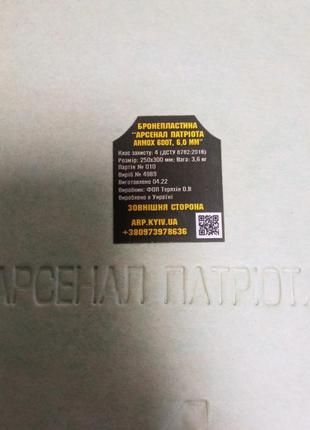 БРОНЕПЛАСТИНА
"АРСЕНАЛ ПАТРІОТА
ARMOX 600T, 6,0 ММ"
Клас захисту: 4 (ДСТУ 8782:2018)
Розмір: 250х300 мм; Вага: 3,6 кг
Партія № 010
Виріб № 4989
Виготовлено 04.22
Виробник: ФОП Теряхін О.В
Вироблено в Україні
ЗОВНІШНЯ СТОРОНА
ARP.KYIV.UA
+380973978636
АРСЕНАЛ ПАТРІОТА